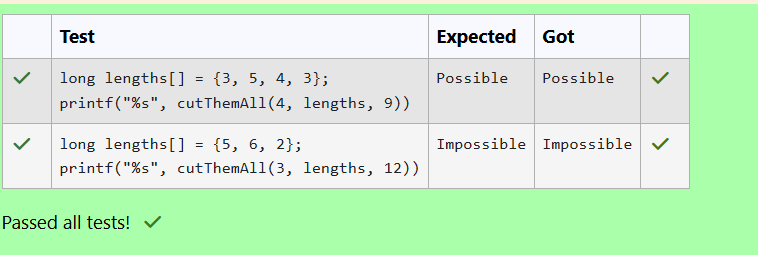 Test Expected Got
long lengths[] = {3, 5, 4, 3}; Possible Possible
printf("%s", cutThemAll(4, lengths, 9))
long lengths[] = {5, 6, 2}; Impossible Impossible
printf("%s", cutThemAll(3, lengths, 12))
Passed all tests!